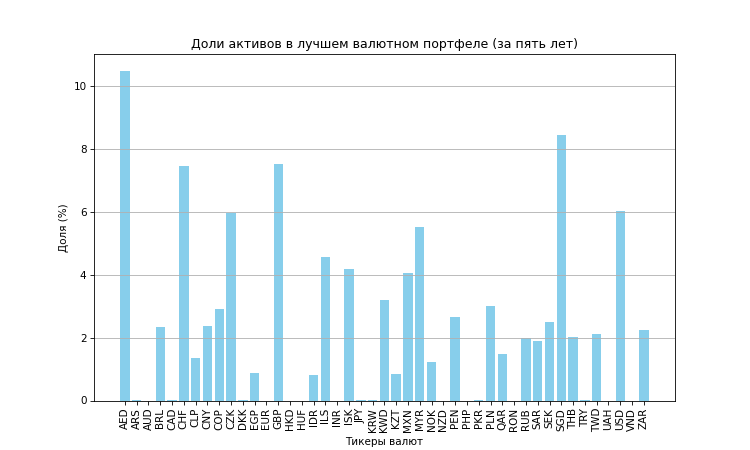 Доли активов в лучшем валютном портфеле (за пять лет)
Доля (%)
10
8
6
4
2
0
AED ARS AUD BRL CAD CHF CLP CNY COP CZK DKK EGP EUR GBP HKD HUF IDR ILS INR ISK JPY KRW KWD KZT MXN MYR NOK NZD PEN PHP PKR PLN QAR RON RUB SAR SEK SGD THB TRY TWD UAH USD VND ZAR
Тикеры валют